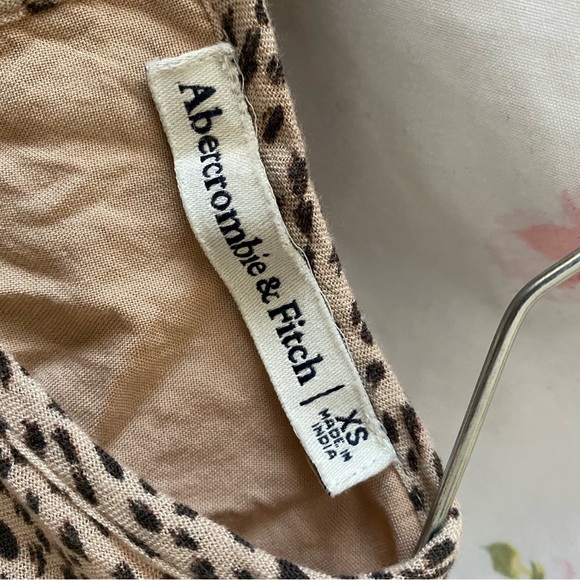 Abercrombie & Fitch | XS
MADE IN
INDIA